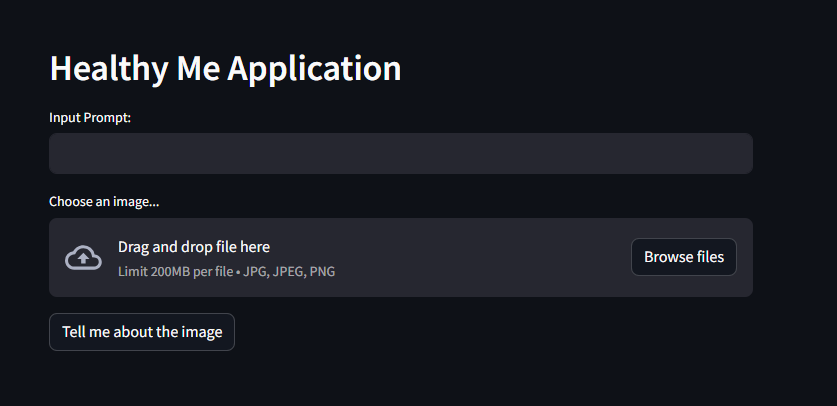 Healthy Me Application
Input Prompt:
Choose an image...
Drag and drop file here
Limit 200MB per file • JPG, JPEG, PNG
Browse files
Tell me about the image